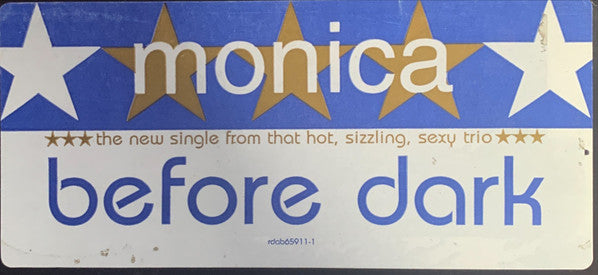 monica
★★★the new single from that hot, sizzling, sexy trio★★★
before dark
rdab65911-1